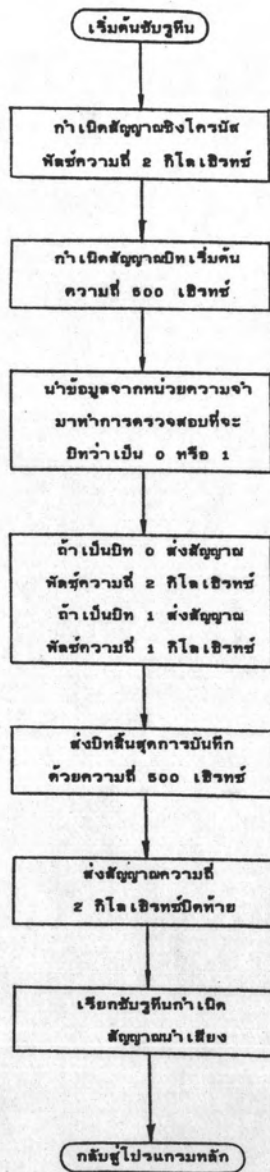 เริ่มต้นซับรูทีน
กำเนิดสัญญาณซิงโครนัส
พัลซ์ความถี่ 2 กิโลเฮิรทซ์
กำเนิดสัญญาณบิทเริ่มต้น
ความถี่ 500 เฮิรทซ์
นำข้อมูลจากหน่วยความจำ
มาทำการตรวจสอบทีละ
บิทว่าเป็น 0 หรือ 1
ถ้าเป็นบิท 0 ส่งสัญญาณ
พัลซ์ความถี่ 2 กิโลเฮิรทซ์
ถ้าเป็นบิท 1 ส่งสัญญาณ
พัลซ์ความถี่ 1 กิโลเฮิรทซ์
ส่งบิทสิ้นสุดการบันทึก
ด้วยความถี่ 500 เฮิรทซ์
ส่งสัญญาณความถี่
2 กิโลเฮิรทซ์ปิดท้าย
เรียกซับรูทีนกำเนิด
สัญญาณนำเสียง
กลับสู่โปรแกรมหลัก